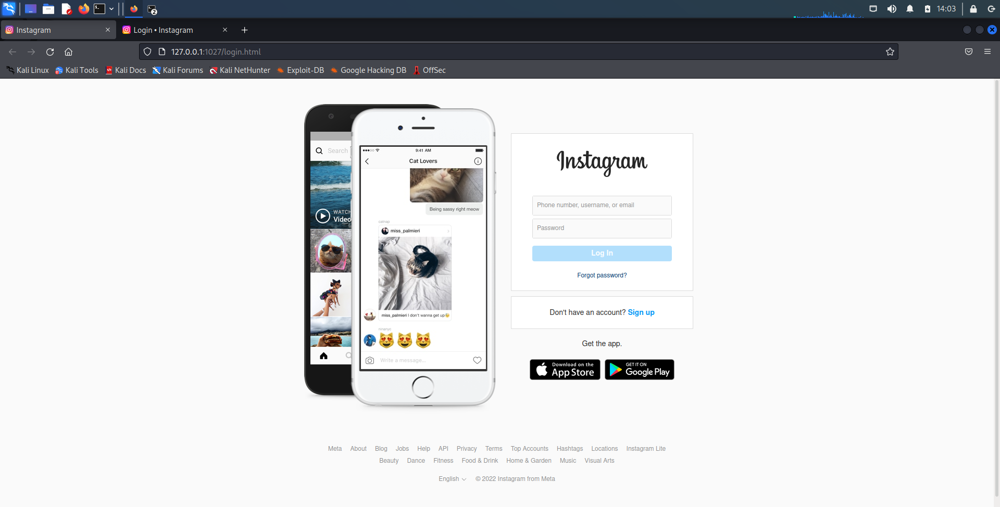 2
14:03
Instagram
Login • Instagram
127.0.0.1:1027/login.html
Kali Linux
Kali Tools
Kali Docs
Kali Forums
Kali NetHunter
Exploit-DB
Google Hacking DB
OffSec
Search
WATCH
Video
9:41 AM
Cat Lovers
Being sassy right meow
catnap
miss_palmieri
miss_palmieri I don't wanna get up
ninanyc
Write a message...
Instagram
Phone number, username, or email
Password
Log In
Forgot password?
Don't have an account? Sign up
Get the app.
Download on the
App Store
GET IT ON
Google Play
Meta About Blog Jobs Help API Privacy Terms Top Accounts Hashtags Locations Instagram Lite
Beauty Dance Fitness Food & Drink Home & Garden Music Visual Arts
English © 2022 Instagram from Meta